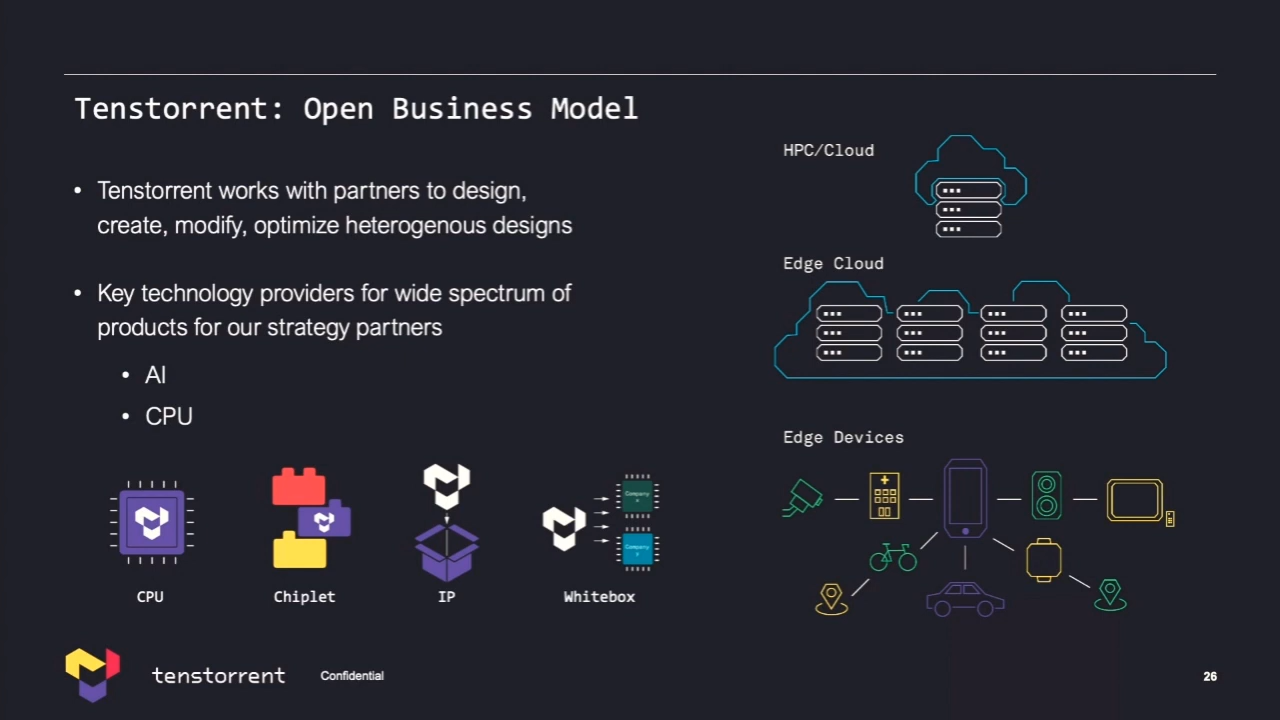 Tenstorrent: Open Business Model
• Tenstorrent works with partners to design,
create, modify, optimize heterogenous designs
• Key technology providers for wide spectrum of
products for our strategy partners
• AI
• CPU
CPU
Chiplet
IP
Company
Company
Whitebox
HPC/Cloud
Edge Cloud
Edge Devices
tenstorrent
Confidential
26